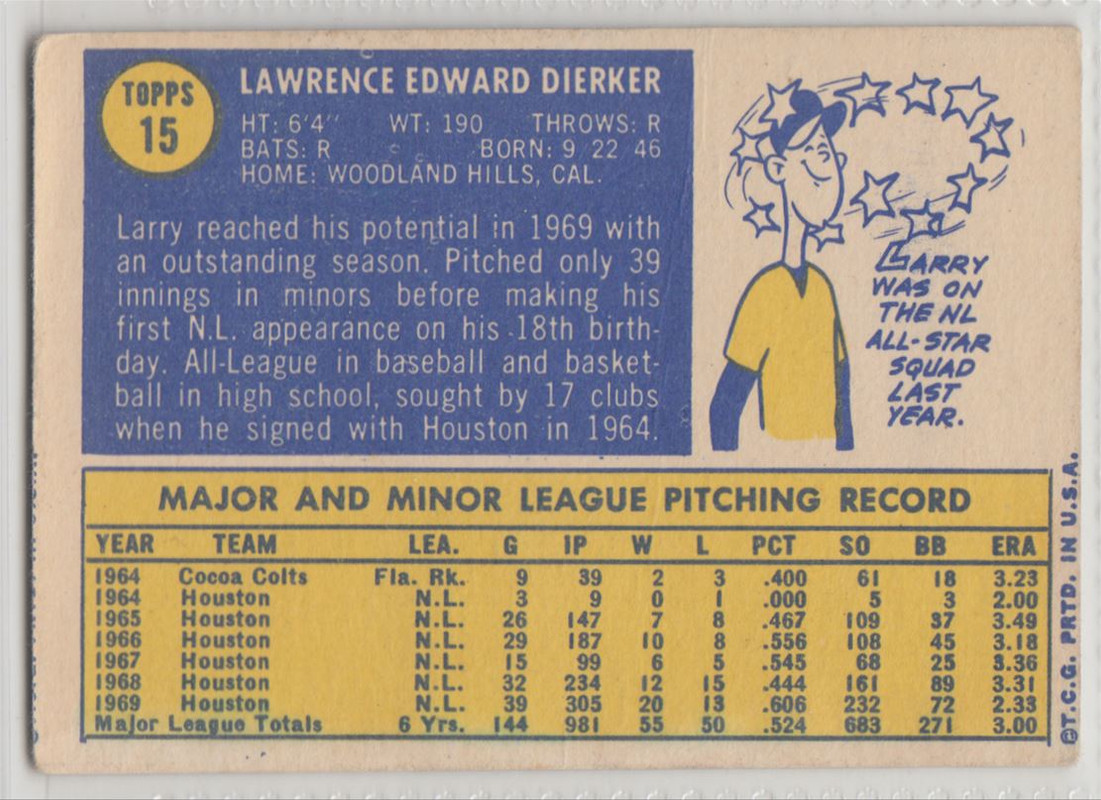 TOPPS
15
LAWRENCE EDWARD DIERKER
HT: 6'4" WT: 190 THROWS: R
BATS: R BORN: 9 22 46
HOME: WOODLAND HILLS, CAL.
Larry reached his potential in 1969 with
an outstanding season. Pitched only 39
innings in minors before making his
first N.L. appearance on his 18th birth-
day. All-League in baseball and basket-
ball in high school, sought by 17 clubs
when he signed with Houston in 1964.
LARRY
WAS ON
THE NL
ALL-STAR
SQUAD
LAST
YEAR.
MAJOR AND MINOR LEAGUE PITCHING RECORD
YEAR TEAM LEA. G IP W L PCT SO BB ERA
1964 Cocoa Colts Fla. Rk. 9 39 2 3 .400 61 18 3.23
1964 Houston N.L. 3 9 0 1 .000 5 3 2.00
1965 Houston N.L. 26 147 7 8 .467 109 37 3.49
1966 Houston N.L. 29 187 10 8 .556 108 45 3.18
1967 Houston N.L. 15 99 6 5 .545 68 25 3.36
1968 Houston N.L. 32 234 12 15 .444 161 89 3.31
1969 Houston N.L. 39 305 20 13 .606 232 72 2.33
Major League Totals 6 Yrs. 144 981 55 50 .524 683 271 3.00
©T.C.G. PRTD. IN U.S.A.